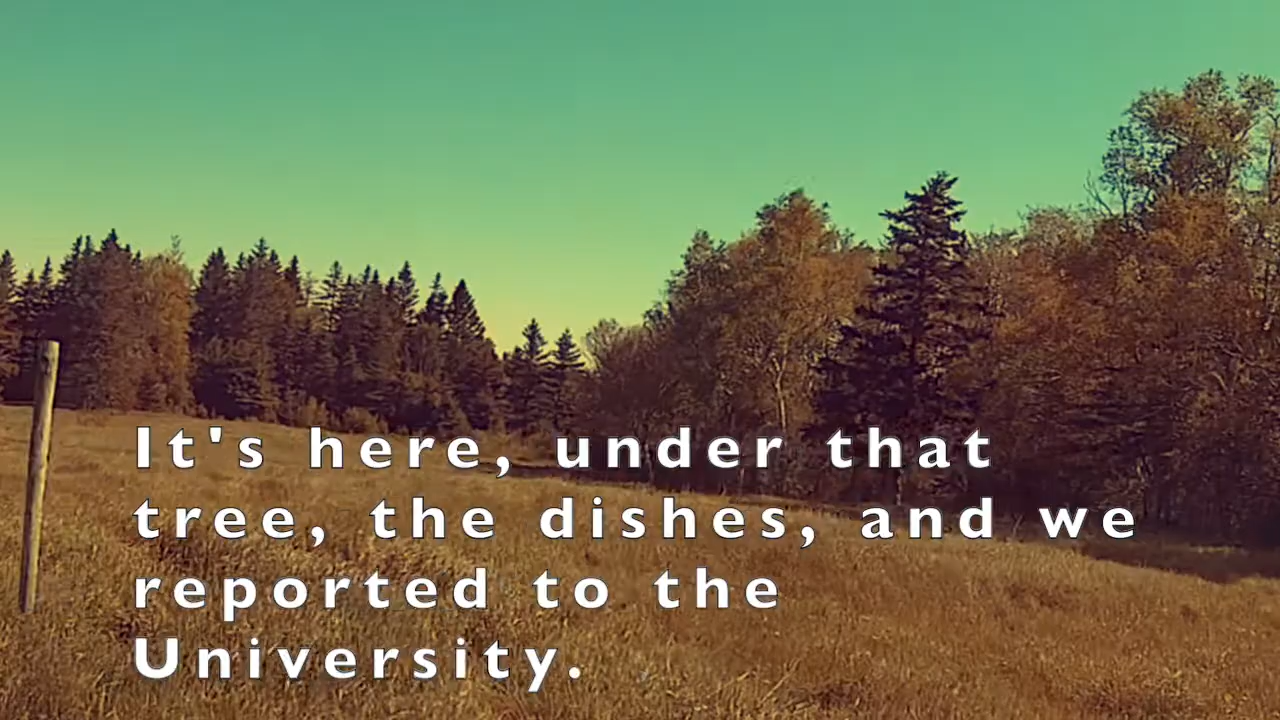 It's here, under that
tree, the dishes, and we
reported to the
University.